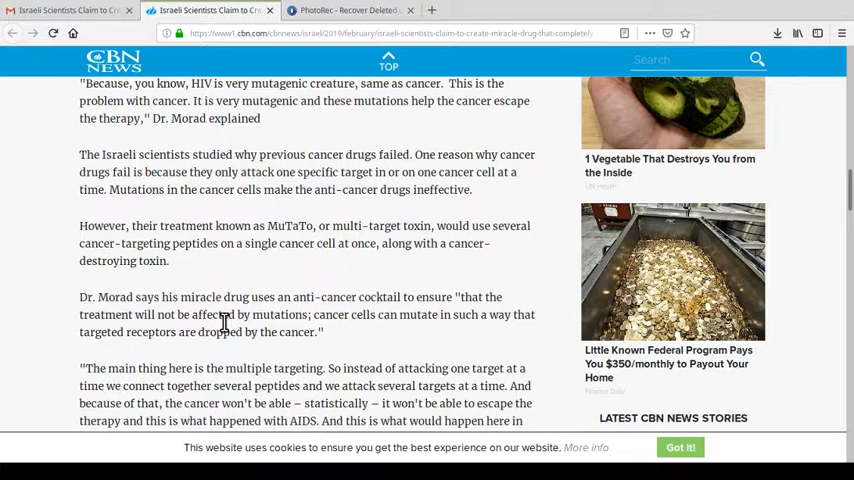 Israeli Scientists Claim to Cre
Israeli Scientists Claim to Cre
PhotoRec - Recover Deleted
https://www1.cbn.com/cbnnews/israel/2019/february/israeli-scientists-claim-to-create-miracle-drug-that-completely
CBN
NEWS
TOP
Search
"Because, you know, HIV is very mutagenic creature, same as cancer. This is the
problem with cancer. It is very mutagenic and these mutations help the cancer escape
the therapy," Dr. Morad explained
The Israeli scientists studied why previous cancer drugs failed. One reason why cancer
drugs fail is because they only attack one specific target in or on one cancer cell at a
time. Mutations in the cancer cells make the anti-cancer drugs ineffective.
However, their treatment known as MuTaTo, or multi-target toxin, would use several
cancer-targeting peptides on a single cancer cell at once, along with a cancer-
destroying toxin.
Dr. Morad says his miracle drug uses an anti-cancer cocktail to ensure "that the
treatment will not be affected by mutations; cancer cells can mutate in such a way that
targeted receptors are dropped by the cancer."
"The main thing here is the multiple targeting. So instead of attacking one target at a
time we connect together several peptides and we attack several targets at a time. And
because of that, the cancer won't be able – statistically – it won't be able to escape the
therapy and this is what happened with AIDS. And this is what would happen here in
1 Vegetable That Destroys You from
the Inside
UN Health
Little Known Federal Program Pays
You $350/monthly to Payout Your
Home
Finance Daily
LATEST CBN NEWS STORIES
This website uses cookies to ensure you get the best experience on our website. More info
Got it!